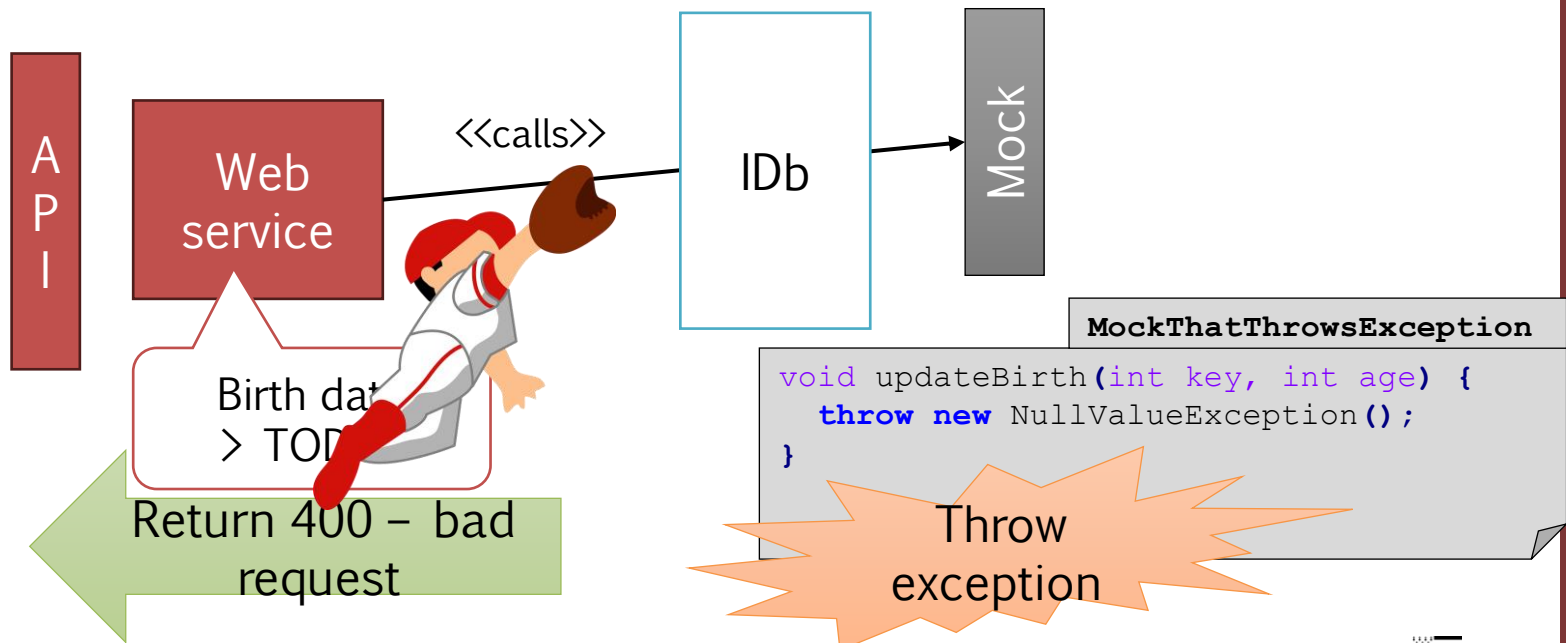 A
P
I
Web
service
<<calls>>
IDb
Mock
Birth
> 
MockThatThrowsException
void updateBirth(int key, int age) {
throw new NullValueException();
}
Return 400 – bad
request
Throw
exception